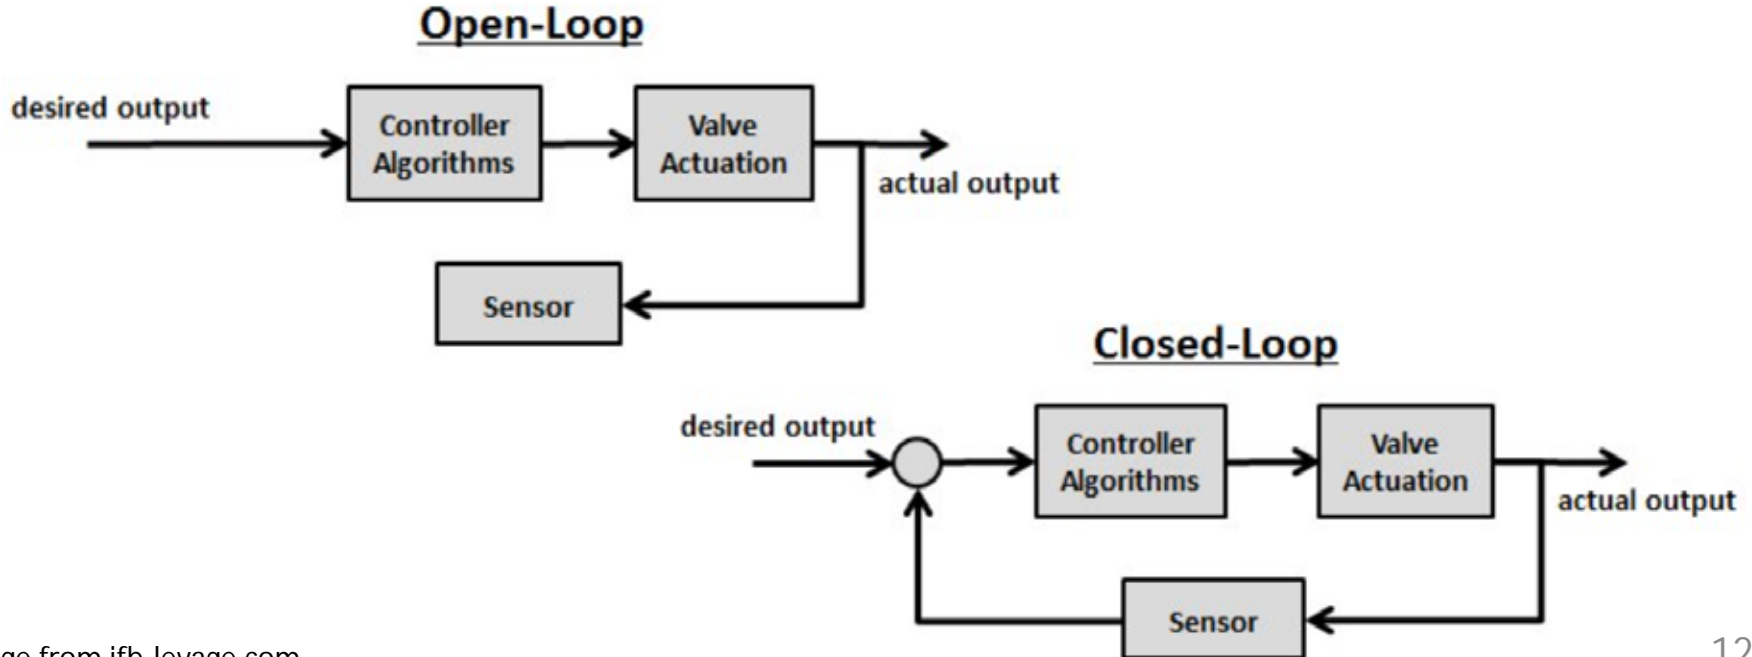 Open-Loop
desired output
Controller
Algorithms
Valve
Actuation
actual output
Sensor
Closed-Loop
desired output
Controller
Algorithms
Valve
Actuation
actual output
Sensor
from
12